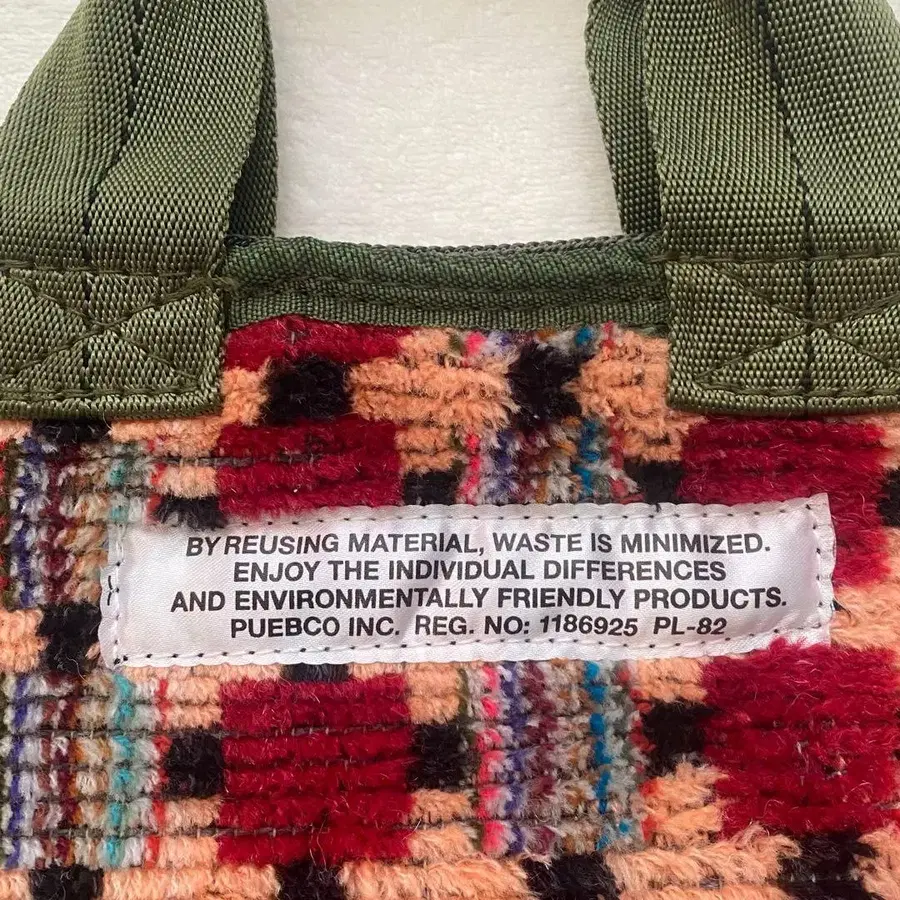 BY REUSING MATERIAL, WASTE IS MINIMIZED.
ENJOY THE INDIVIDUAL DIFFERENCES
AND ENVIRONMENTALLY FRIENDLY PRODUCTS.
PUEBCO INC. REG. NO: 1186925 PL-82